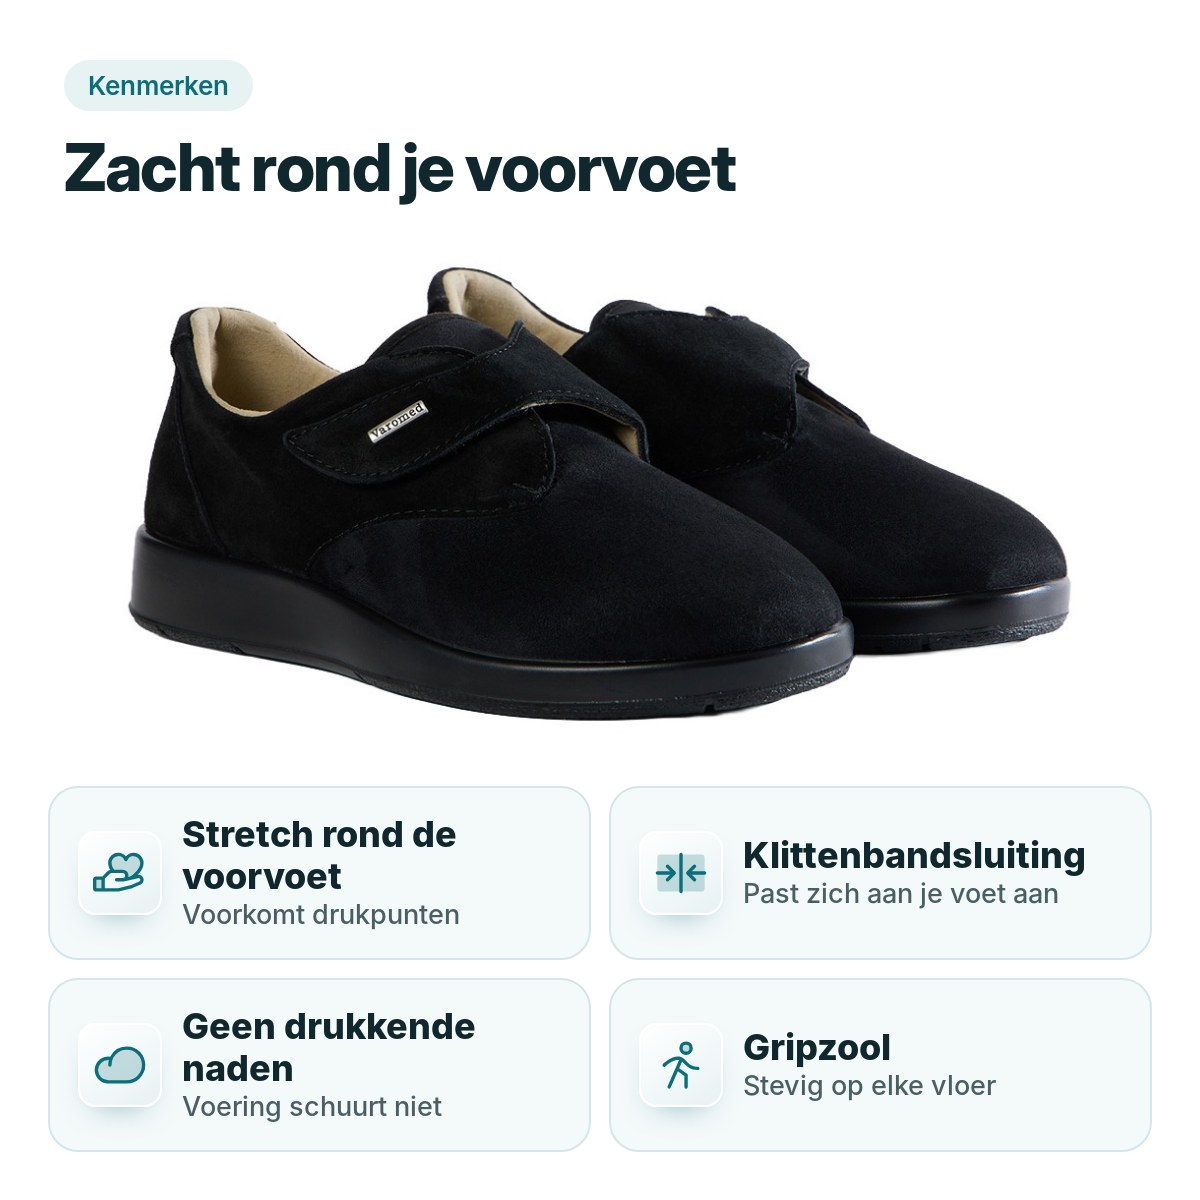 Kenmerken
Zacht rond je voorvoet
varomed
Stretch rond de
voorvoet
Voorkomt drukpunten
Klittenbandsluiting
Past zich aan je voet aan
Geen drukkende
naden
Voering schuurt niet
Gripzool
Stevig op elke vloer